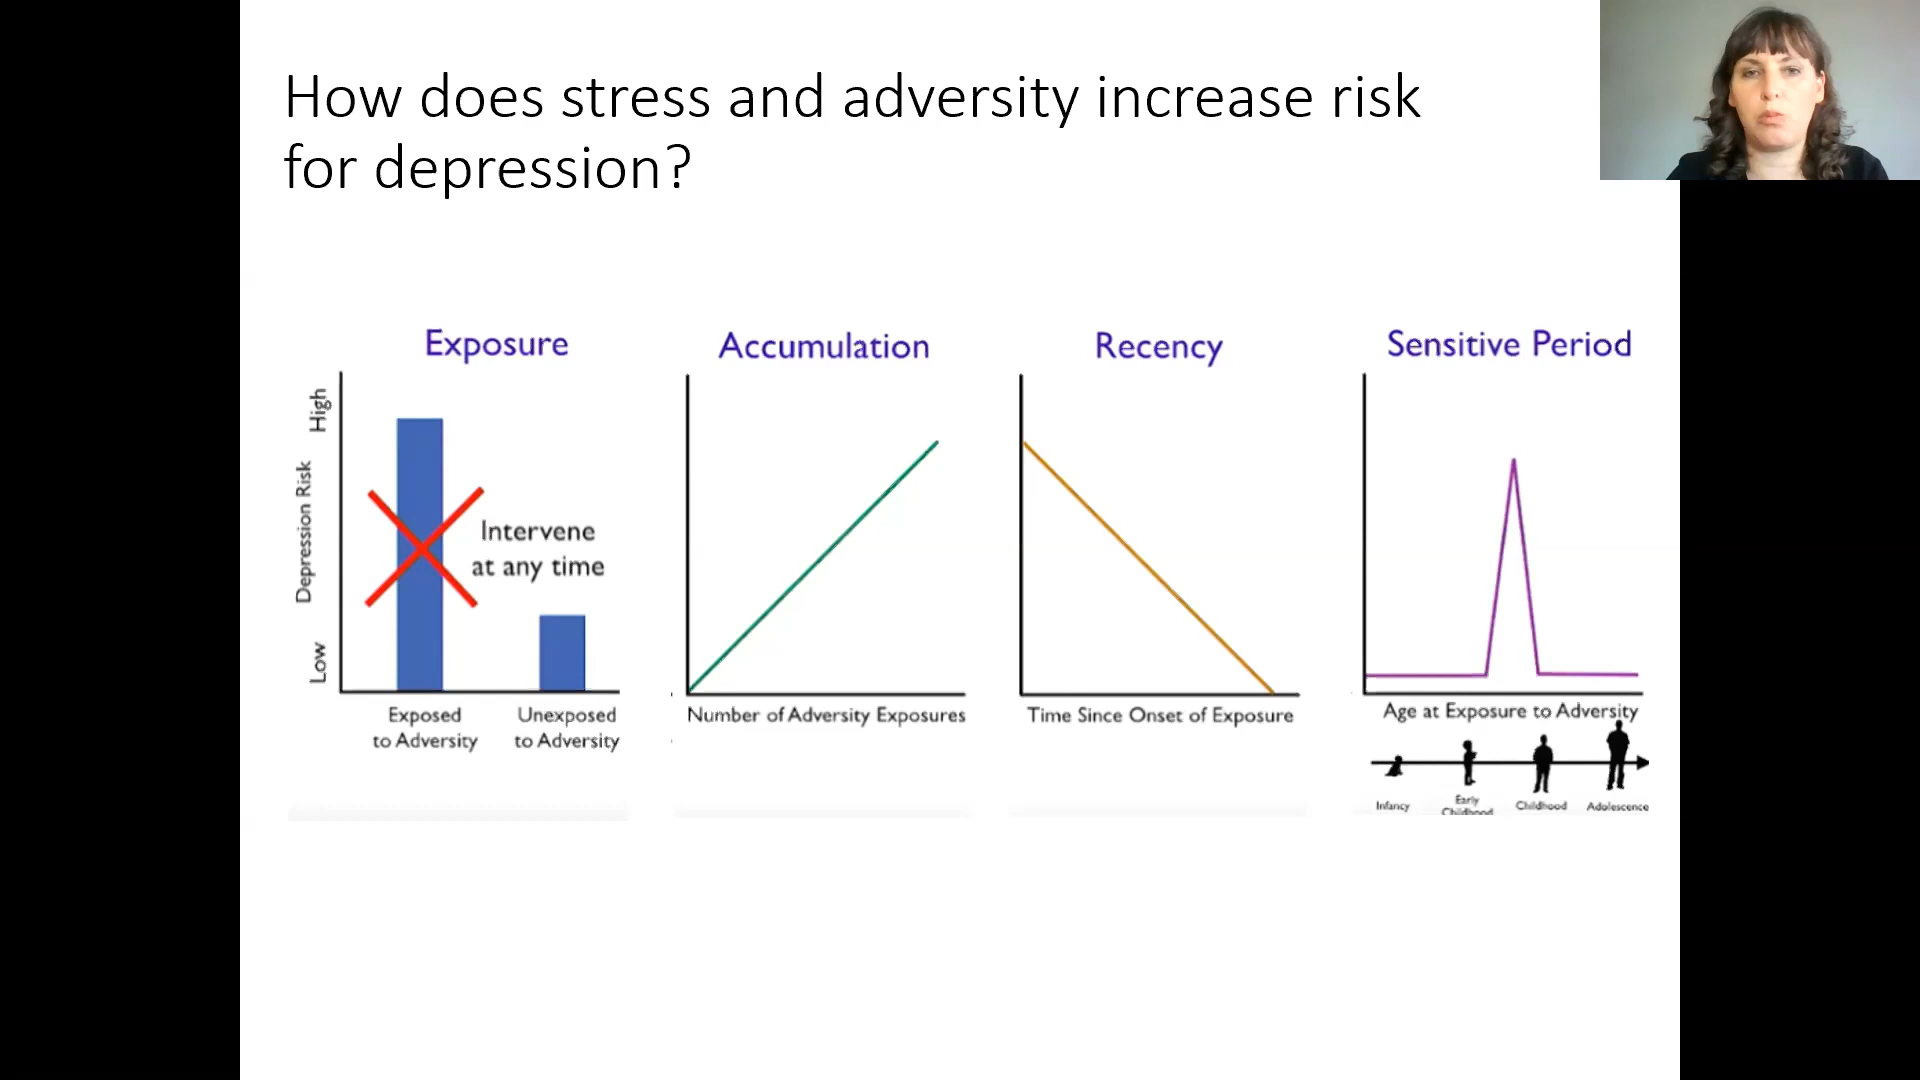 How does stress and adversity increase risk
for depression?
Exposure
High
Depression Risk
Low
Intervene
at any time
Exposed
to Adversity
Unexposed
to Adversity
Accumulation
Number of Adversity Exposures
Recency
Time Since Onset of Exposure
Sensitive Period
Age at Exposure to Adversity
Infancy
Early
Childhood
Childhood
Adolescence